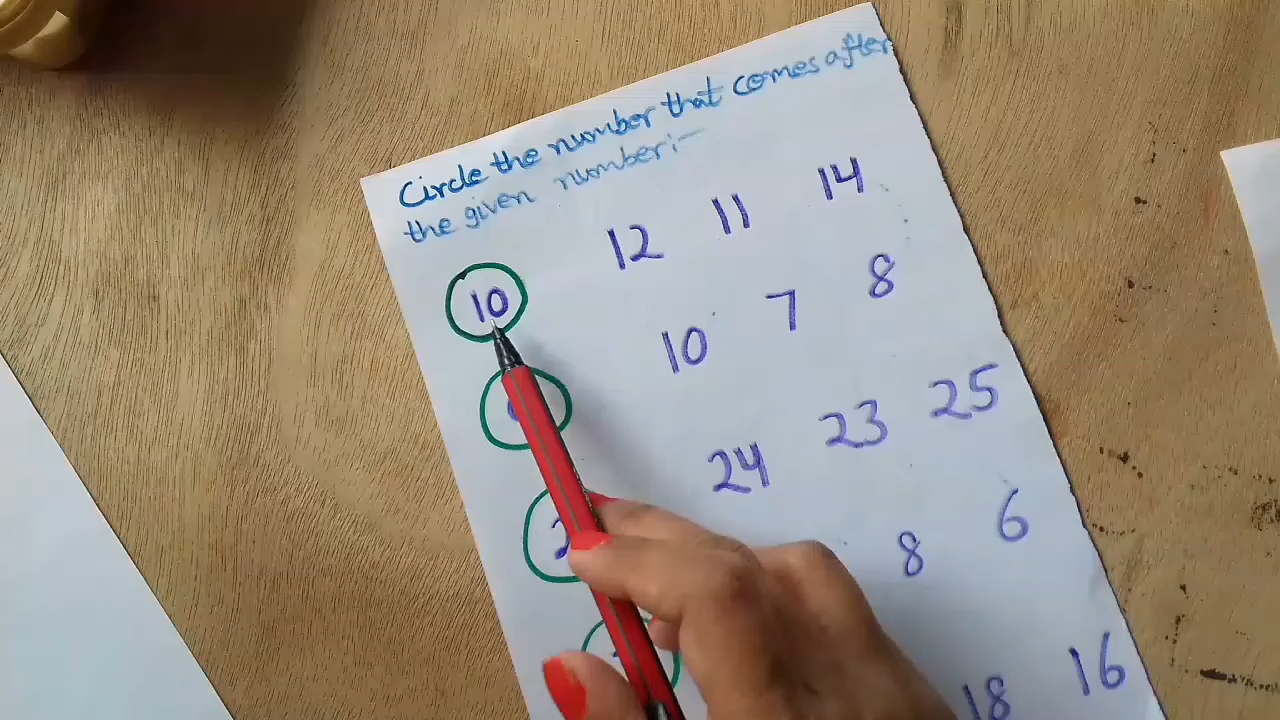 Circle the number that comes after
the given number:-
10 12 11 14
10 7 8
24 23 25
8 6
18 16